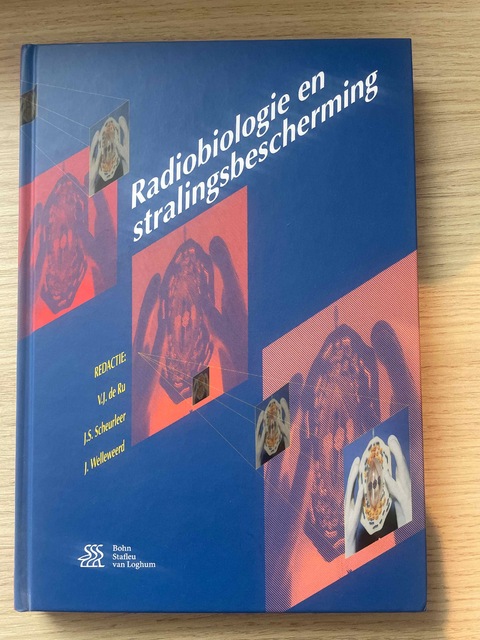 Radiobiologie en
stralingsbescherming
REDACTIE:
V.J. de Ru
J.S. Scheurleer
J. Welleweerd
Bohn
Stafleu
van Loghum